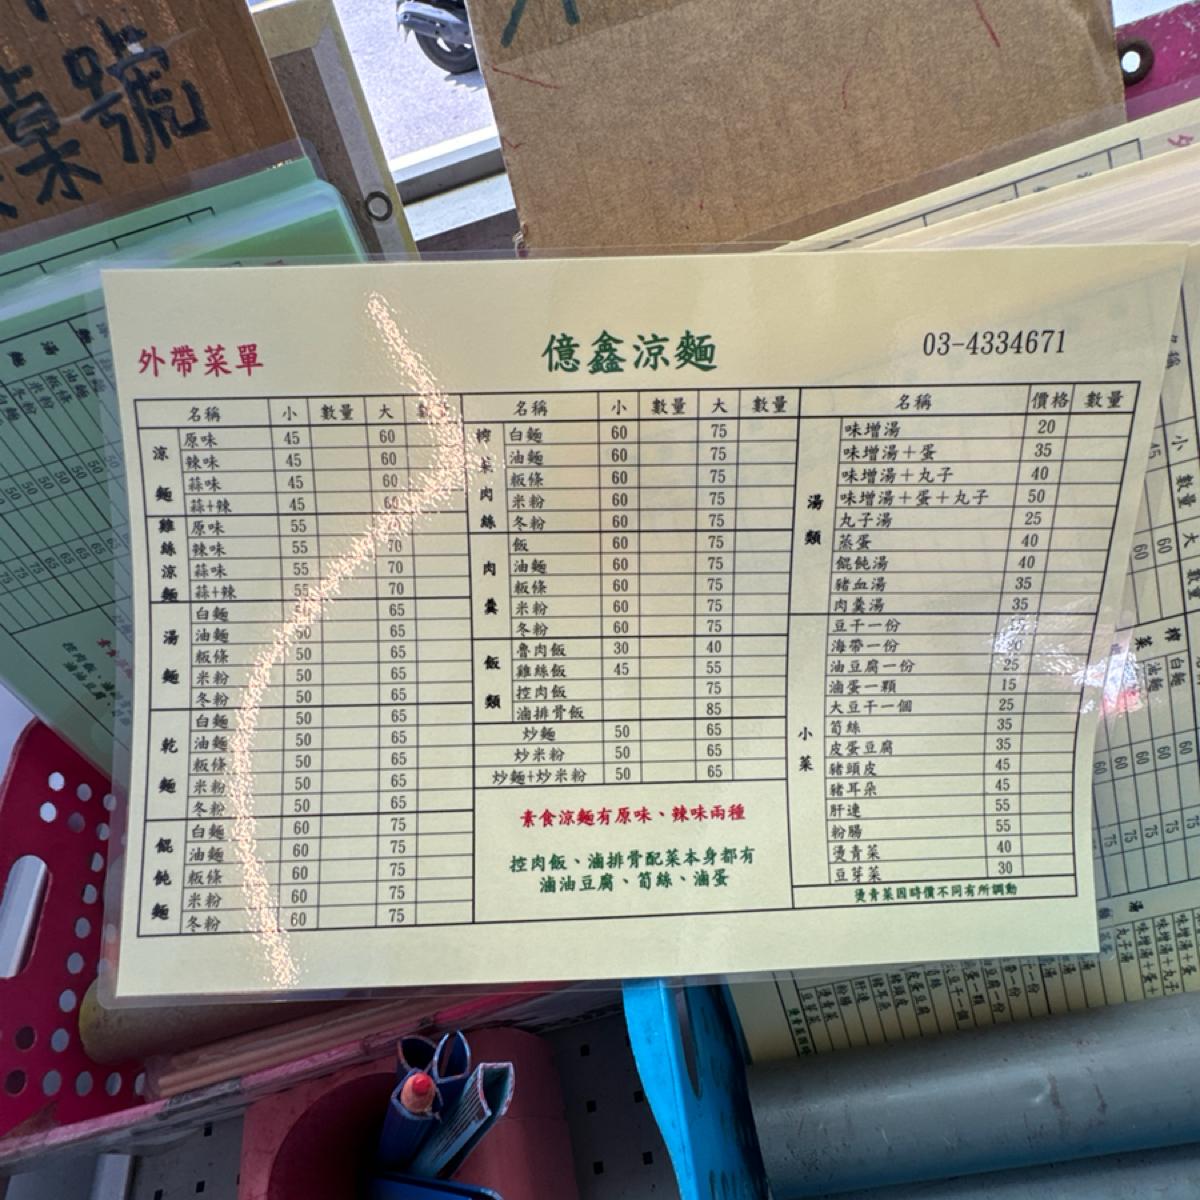 桌號
外帶菜單
億鑫涼麵
03-4334671
名稱 小 數量 大
涼麵
原味 45 60
辣味 45 60
蒜味 45 60
蒜+辣 45 60
雞絲涼麵
原味 55
辣味 55 70
蒜味 55 70
蒜+辣 55 70
湯麵
白麵 65
油麵 50 65
粄條 50 65
米粉 50 65
冬粉 50 65
乾麵
白麵 50 65
油麵 50 65
粄條 50 65
米粉 50 65
冬粉 50 65
餛飩麵
白麵 60 75
油麵 60 75
粄條 60 75
米粉 60 75
冬粉 60 75
名稱 小 數量 大 數量
榨菜肉絲
白麵 60 75
油麵 60 75
粄條 60 75
米粉 60 75
冬粉 60 75
肉羹
飯 60 75
油麵 60 75
粄條 60 75
米粉 60 75
冬粉 60 75
飯類
魯肉飯 30 40
雞絲飯 45 55
控肉飯 75
滷排骨飯 85
炒麵 50 65
炒米粉 50 65
炒麵+炒米粉 50 65
素食涼麵有原味、辣味兩種
控肉飯、滷排骨配菜本身都有
滷油豆腐、筍絲、滷蛋
名稱 價格 數量
湯類
味增湯 20
味增湯+蛋 35
味增湯+丸子 40
味增湯+蛋+丸子 50
丸子湯 25
蒸蛋 40
餛飩湯 40
豬血湯 35
肉羹湯 35
小菜
豆干一份
海帶一份
油豆腐一份 25
滷蛋一顆 15
大豆干一個 25
筍絲 35
皮蛋豆腐 35
豬頭皮 45
豬耳朵 45
肝連 55
粉腸 55
燙青菜 40
豆芽菜 30
燙青菜因時價不同有所調動